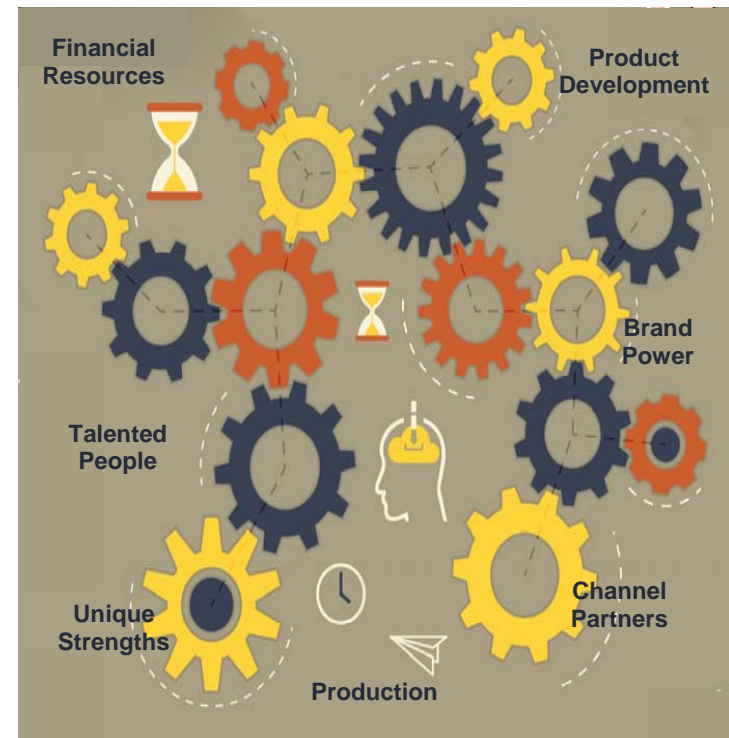 Financial
Resources
Product
Development
Brand
Power
Talented
People
Channel
Partners
Unique
Strengths
Production